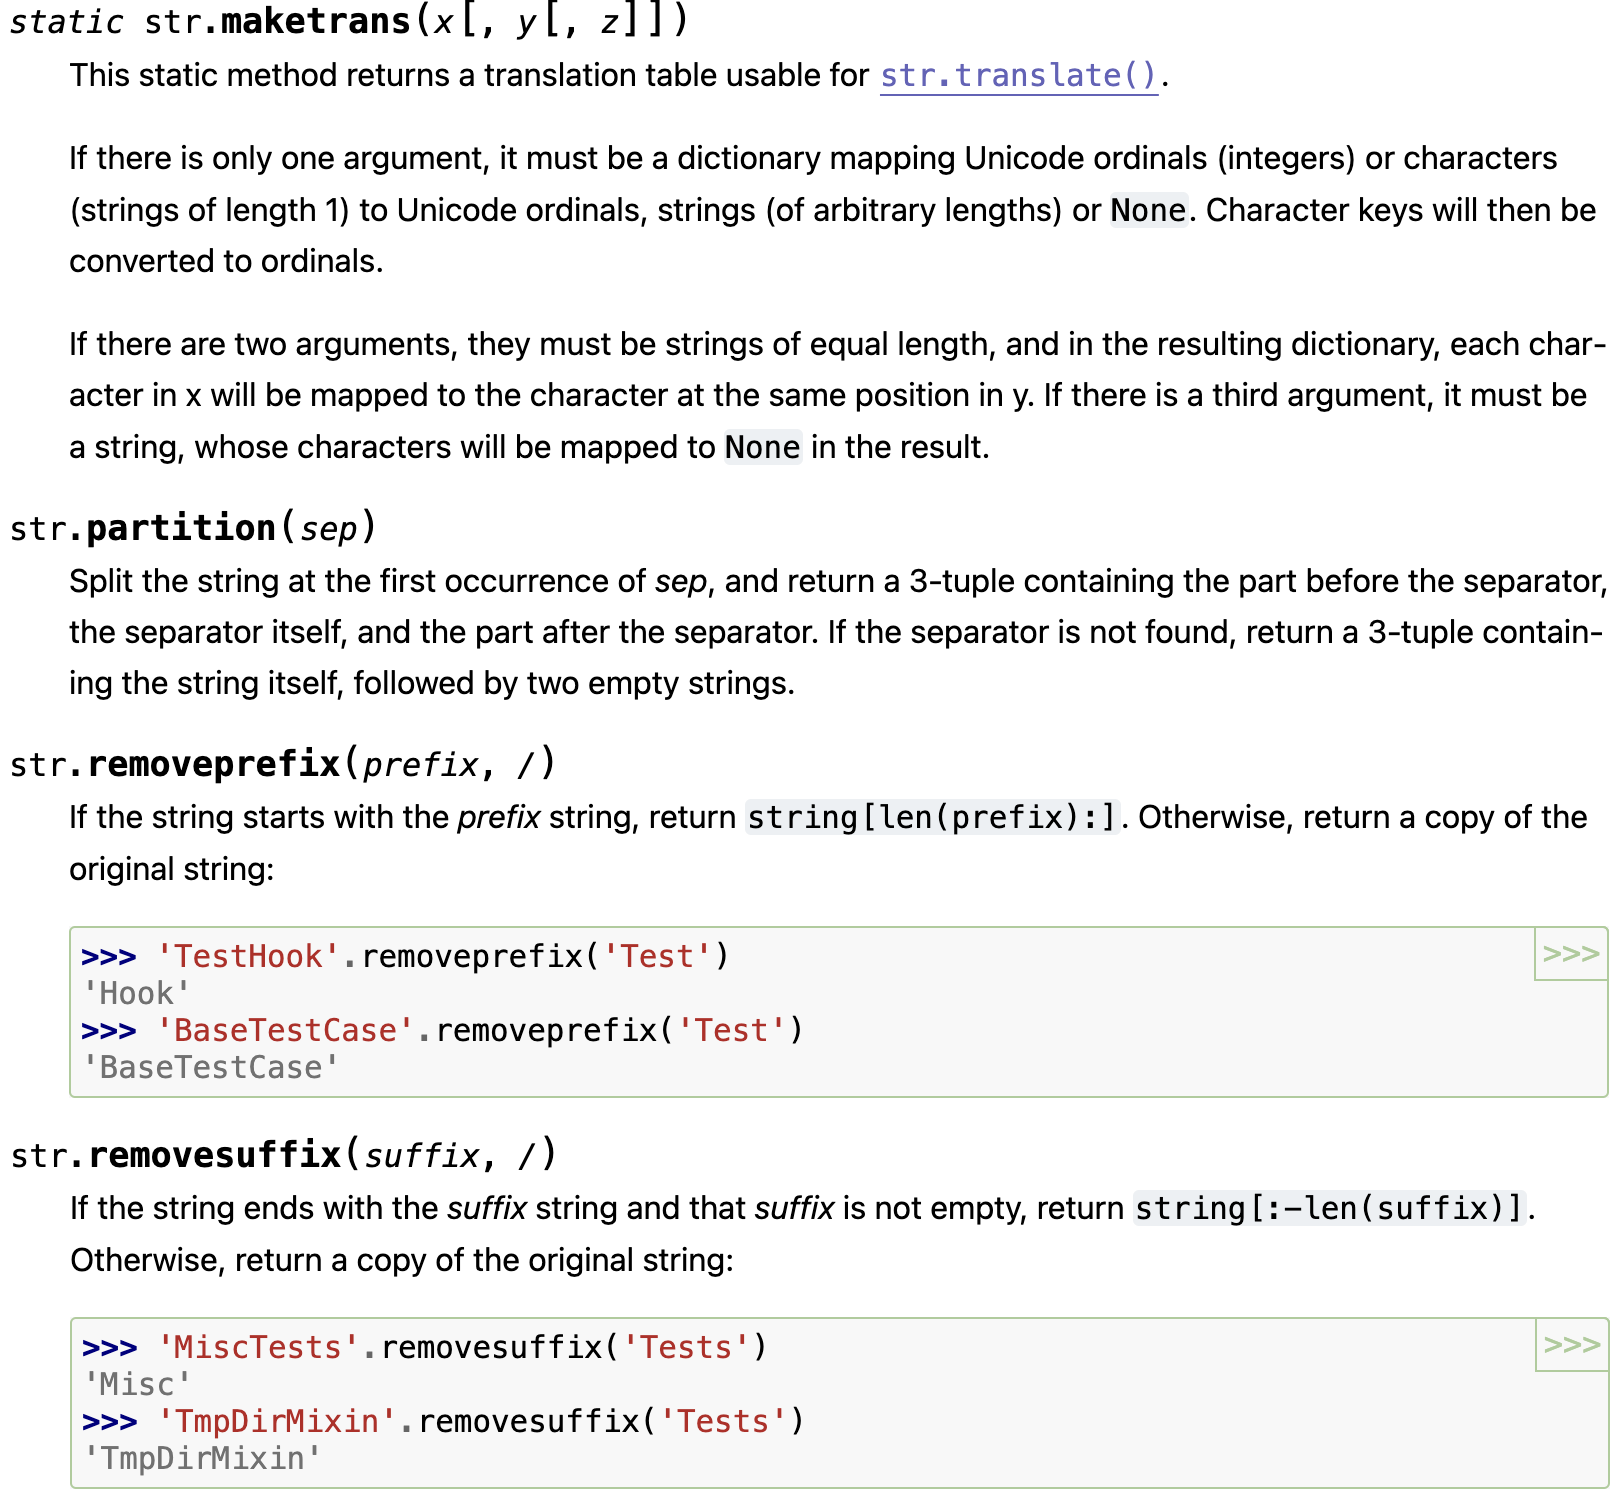 static str.maketrans(x[, y[, z]])
This static method returns a translation table usable for str.translate().
If there is only one argument, it must be a dictionary mapping Unicode ordinals (integers) or characters
(strings of length 1) to Unicode ordinals, strings (of arbitrary lengths) or None. Character keys will then be
converted to ordinals.
If there are two arguments, they must be strings of equal length, and in the resulting dictionary, each char-
acter in x will be mapped to the character at the same position in y. If there is a third argument, it must be
a string, whose characters will be mapped to None in the result.
str.partition(sep)
Split the string at the first occurrence of sep, and return a 3-tuple containing the part before the separator,
the separator itself, and the part after the separator. If the separator is not found, return a 3-tuple contain-
ing the string itself, followed by two empty strings.
str.removeprefix(prefix, /)
If the string starts with the prefix string, return string[len(prefix):]. Otherwise, return a copy of the
original string:
>>> 'TestHook'.removeprefix('Test')
>>>
'Hook'
>>> 'BaseTestCase'.removeprefix('Test')
'BaseTestCase'
str.removesuffix(suffix, /)
If the string ends with the suffix string and that suffix is not empty, return string[:-len(suffix)].
Otherwise, return a copy of the original string:
>>> 'MiscTests'.removesuffix('Tests')
>>>
'Misc'
>>> 'TmpDirMixin'.removesuffix('Tests')
'TmpDirMixin'